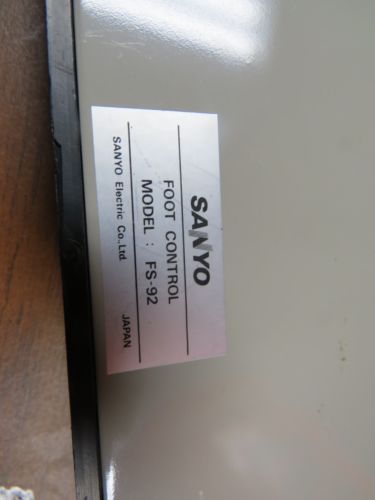 SANYO
FOOT CONTROL
MODEL : FS-92
SANYO Electric Co.,Ltd. JAPAN